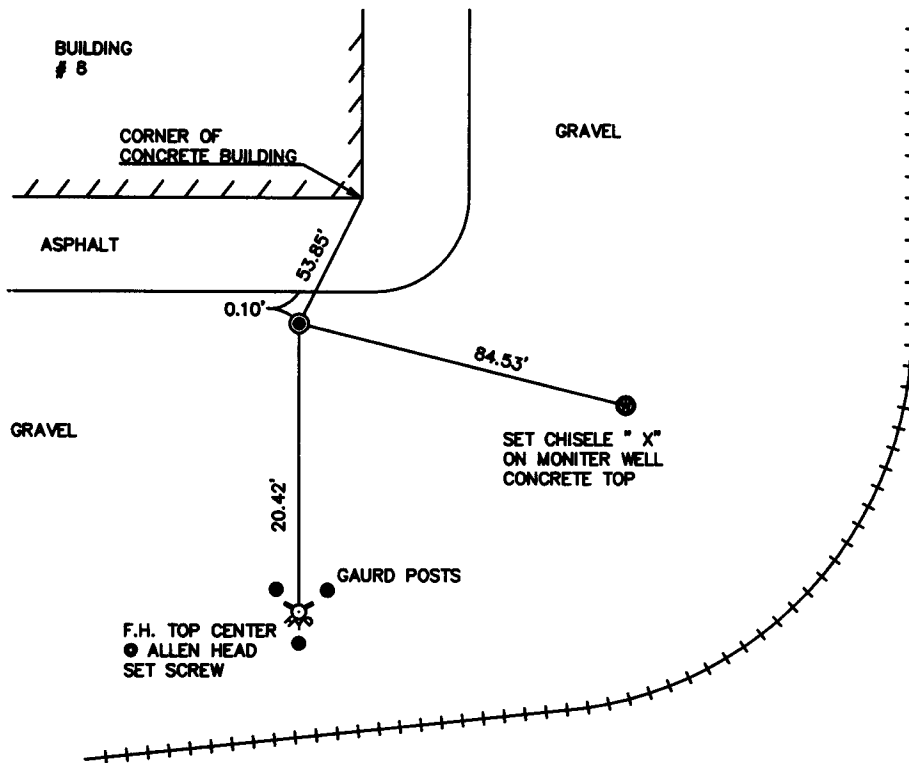 BUILDING
# 8
CORNER OF
CONCRETE BUILDING
GRAVEL
ASPHALT
53.85'
0.10'
84.53'
GRAVEL
SET CHISELE " X"
ON MONITER WELL
CONCRETE TOP
20.42'
GAURD POSTS
F.H. TOP CENTER
@ ALLEN HEAD
SET SCREW